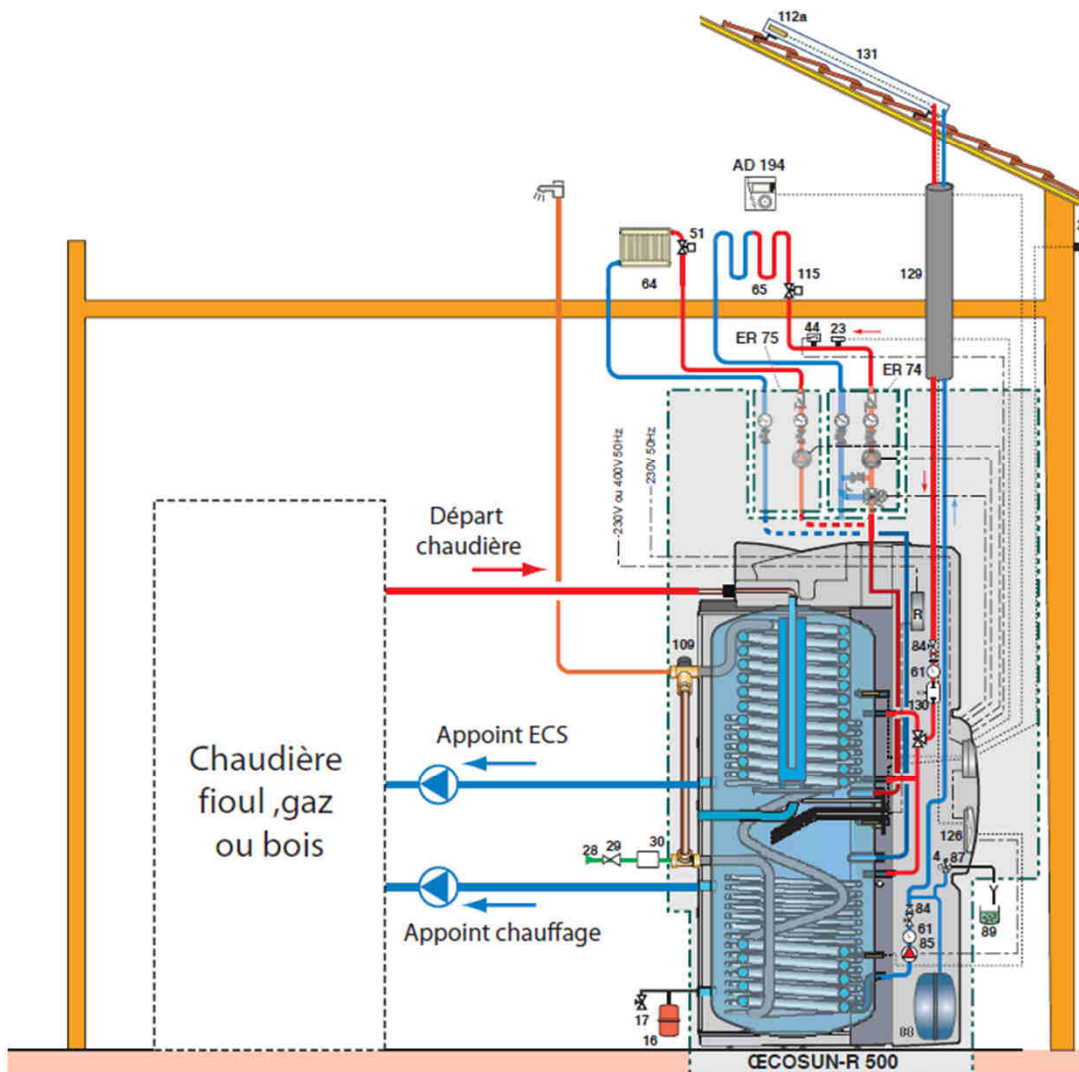 112a
131
AD 194
51
64
65
115
129
2
44
23
ER 75
ER 74
230V ou 400V 50Hz
230V 50Hz
Départ
chaudière
R
109
84
61
130
Appoint ECS
Chaudière
fioul ,gaz
ou bois
28
29
30
126
4
87
Appoint chauffage
84
61
85
89
17
16
88
ŒCOSUN-R 500